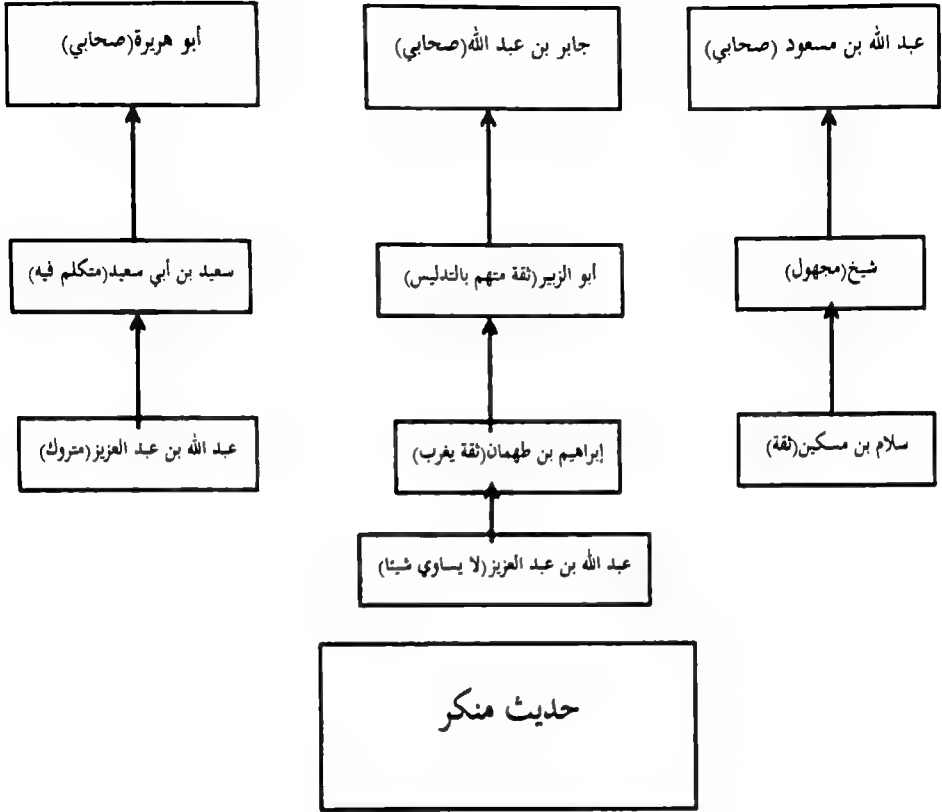 عبد الله بن مسعود (صحابي)
جابر بن عبد الله(صحابي)
أبو هريرة(صحابي)
شيخ(مجهول)
أبو الزبير(ثقة متهم بالتدليس)
سعيد بن أبي سعيد(متكلم فيه)
سلام بن مسكين(ثقة)
إبراهيم بن طهمان(ثقة يغرب)
عبد الله بن عبد العزيز(متروك)
عبد الله بن عبد العزيز(لا يساوي شيئا)
حديث منكر